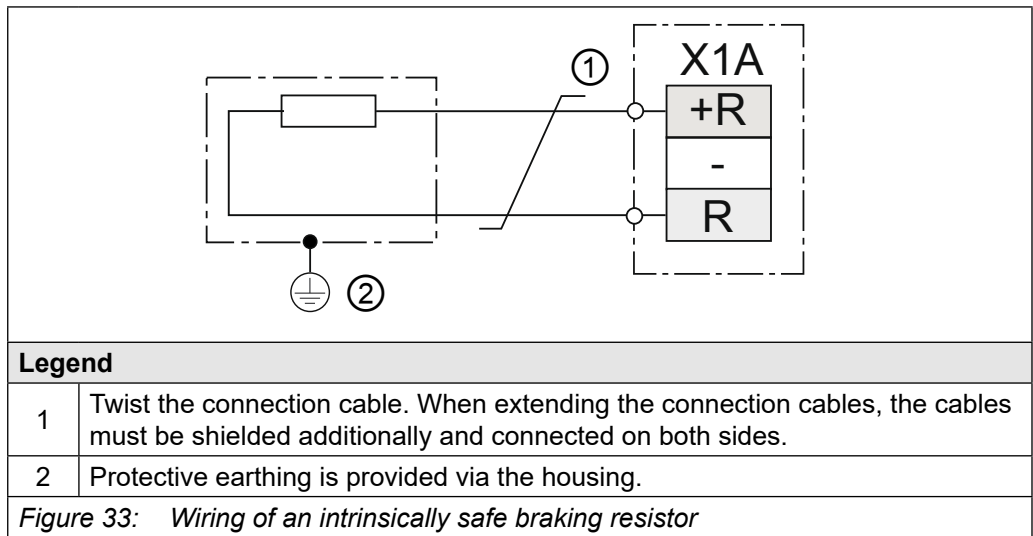 ①
X1A
+R
-
R
②
Legend
1 Twist the connection cable. When extending the connection cables, the cables
must be shielded additionally and connected on both sides.
2 Protective earthing is provided via the housing.
Figure 33: Wiring of an intrinsically safe braking resistor